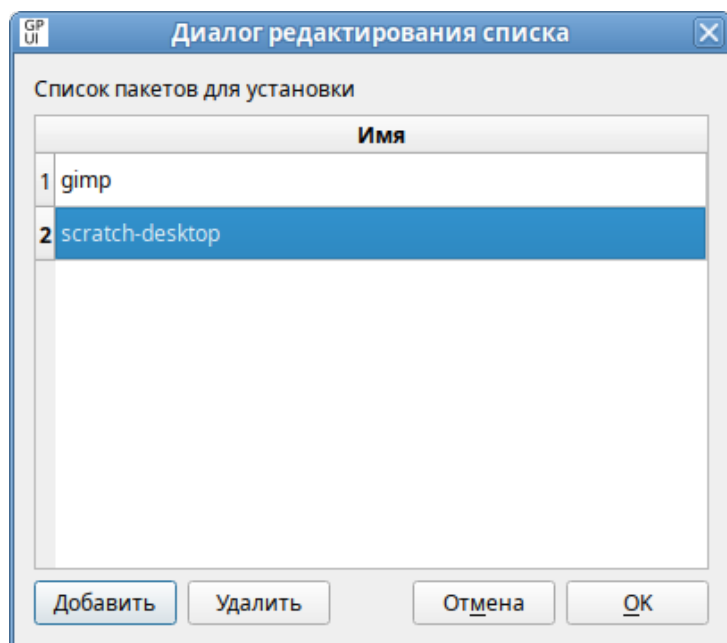 GP
UI
Диалог редактирования списка
Список пакетов для установки
Имя
1 gimp
2 scratch-desktop
Добавить Удалить Отмена OK